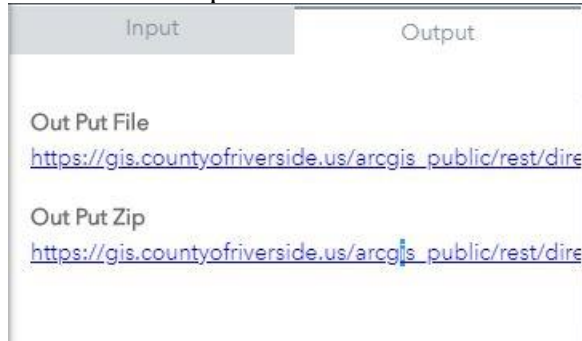 Input
Output
Out Put File
https://gis.countyofriverside.us/arcgis_public/rest/dire
Out Put Zip
https://gis.countyofriverside.us/arcgis_public/rest/dire